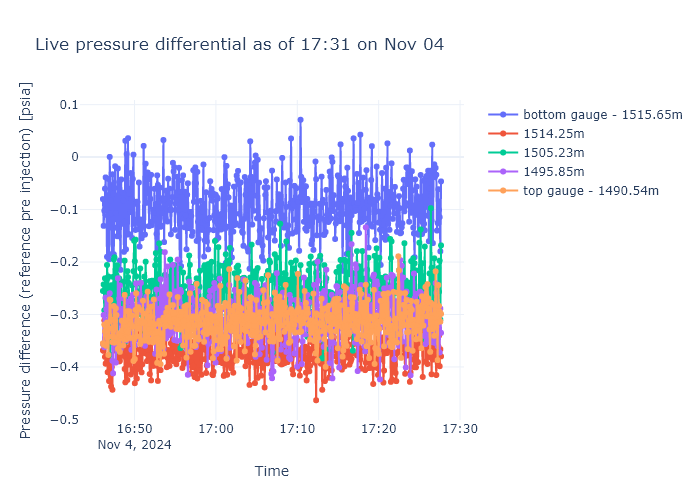 Live pressure differential as of 17:31 on Nov 04
Pressure difference (reference pre injection) [psia]
0.1
0
−0.1
−0.2
−0.3
−0.4
−0.5
16:50
Nov 4, 2024
17:00
17:10
17:20
17:30
Time
bottom gauge - 1515.65m
1514.25m
1505.23m
1495.85m
top gauge - 1490.54m